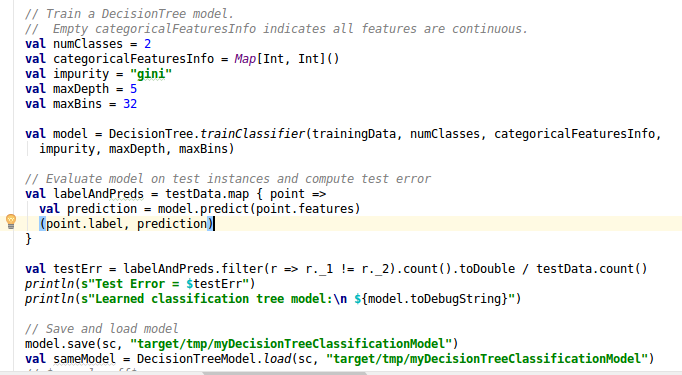 // Train a DecisionTree model.
//  Empty categoricalFeaturesInfo indicates all features are continuous.
val numClasses = 2
val categoricalFeaturesInfo = Map[Int, Int]()
val impurity = "gini"
val maxDepth = 5
val maxBins = 32
val model = DecisionTree.trainClassifier(trainingData, numClasses, categoricalFeaturesInfo,
  impurity, maxDepth, maxBins)
// Evaluate model on test instances and compute test error
val labelAndPreds = testData.map { point =>
  val prediction = model.predict(point.features)
  (point.label, prediction)
}
val testErr = labelAndPreds.filter(r => r._1 != r._2).count().toDouble / testData.count()
println(s"Test Error = $testErr")
println(s"Learned classification tree model:\n ${model.toDebugString}")
// Save and load model
model.save(sc, "target/tmp/myDecisionTreeClassificationModel")
val sameModel = DecisionTreeModel.load(sc, "target/tmp/myDecisionTreeClassificationModel")